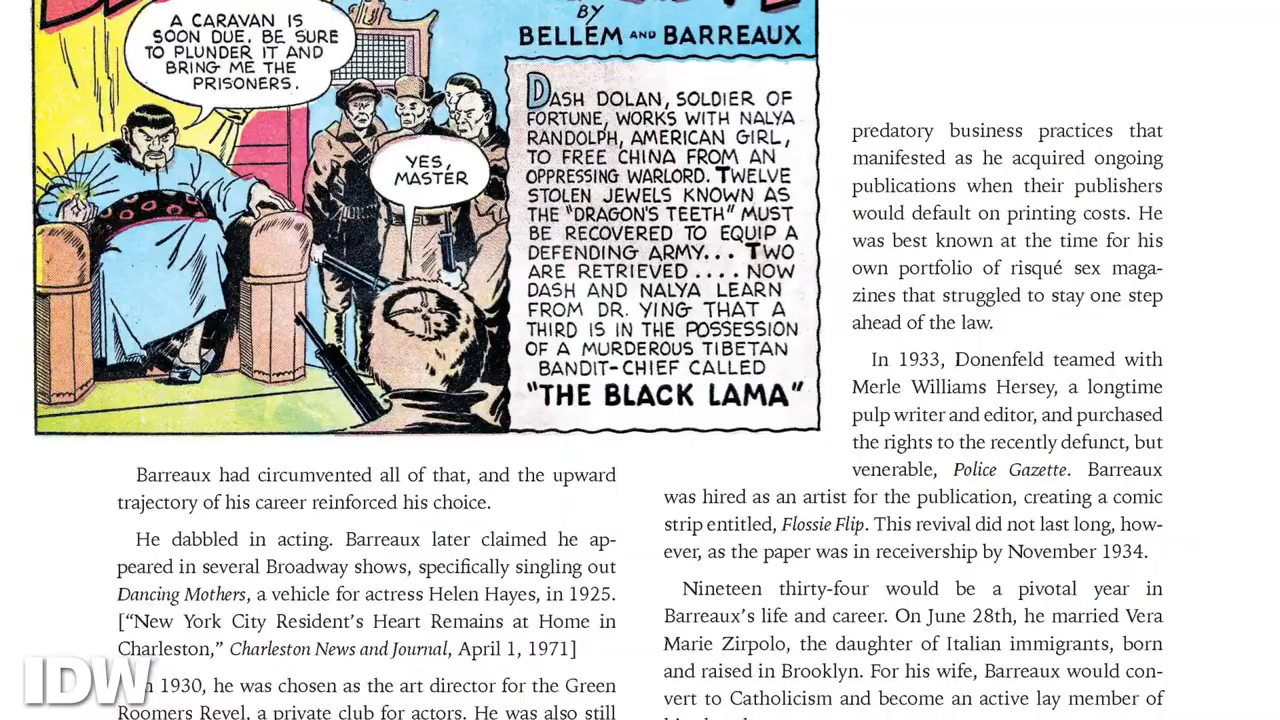 BY
BELLEM AND BARREAUX
A CARAVAN IS
SOON DUE. BE SURE
TO PLUNDER IT AND
BRING ME THE
PRISONERS.
YES,
MASTER
DASH DOLAN, SOLDIER OF
FORTUNE, WORKS WITH NALYA
RANDOLPH, AMERICAN GIRL,
TO FREE CHINA FROM AN
OPPRESSING WARLORD. TWELVE
STOLEN JEWELS KNOWN AS
THE "DRAGON'S TEETH" MUST
BE RECOVERED TO EQUIP A
DEFENDING ARMY... TWO
ARE RETRIEVED .... NOW
DASH AND NALYA LEARN
FROM DR. YING THAT A
THIRD IS IN THE POSSESSION
OF A MURDEROUS TIBETAN
BANDIT-CHIEF CALLED
"THE BLACK LAMA"
Barreaux had circumvented all of that, and the upward
trajectory of his career reinforced his choice.
He dabbled in acting. Barreaux later claimed he ap-
peared in several Broadway shows, specifically singling out
Dancing Mothers, a vehicle for actress Helen Hayes, in 1925.
[“New York City Resident’s Heart Remains at Home in
Charleston,” Charleston News and Journal, April 1, 1971]
1930, he was chosen as the art director for the Green
Roomers Revel, a private club for actors. He was also still
predatory business practices that
manifested as he acquired ongoing
publications when their publishers
would default on printing costs. He
was best known at the time for his
own portfolio of risqué sex maga-
zines that struggled to stay one step
ahead of the law.
In 1933, Donenfeld teamed with
Merle Williams Hersey, a longtime
pulp writer and editor, and purchased
the rights to the recently defunct, but
venerable, Police Gazette. Barreaux
was hired as an artist for the publication, creating a comic
strip entitled, Flossie Flip. This revival did not last long, how-
ever, as the paper was in receivership by November 1934.
Nineteen thirty-four would be a pivotal year in
Barreaux’s life and career. On June 28th, he married Vera
Marie Zirpolo, the daughter of Italian immigrants, born
and raised in Brooklyn. For his wife, Barreaux would con-
vert to Catholicism and become an active lay member of
IDW